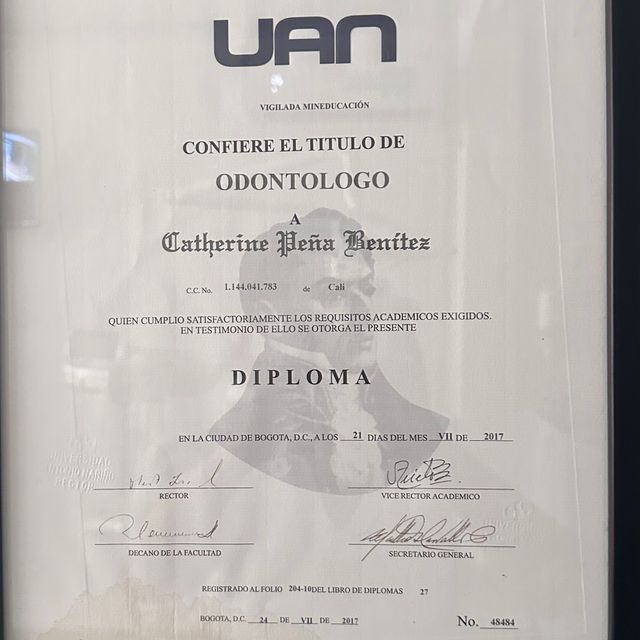 UAN
VIGILADA MINEDUCACIÓN
CONFIERE EL TITULO DE
ODONTOLOGO
A
Catherine Peña Benítez
C.C. No. 1.144.041.783 de Cali
QUIEN CUMPLIO SATISFACTORIAMENTE LOS REQUISITOS ACADEMICOS EXIGIDOS.
EN TESTIMONIO DE ELLO SE OTORGA EL PRESENTE
DIPLOMA
EN LA CIUDAD DE BOGOTA, D.C., A LOS 21 DIAS DEL MES VII DE 2017
RECTOR
VICE RECTOR ACADEMICO
DECANO DE LA FACULTAD
SECRETARIO GENERAL
REGISTRADO AL FOLIO 204-10 DEL LIBRO DE DIPLOMAS 27
BOGOTA, D.C. 24 DE VII DE 2017
No. 48484